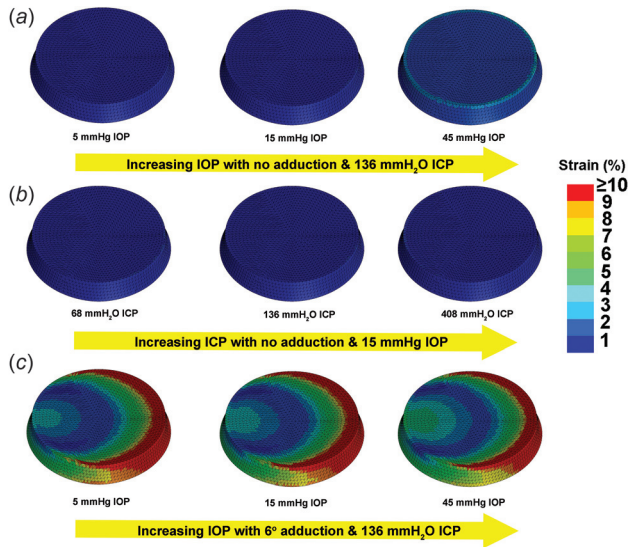 (a)
5 mmHg IOP 15 mmHg IOP 45 mmHg IOP
Increasing IOP with no adduction & 136 mmH₂O ICP
(b)
68 mmH₂O ICP 136 mmH₂O ICP 408 mmH₂O ICP
Increasing ICP with no adduction & 15 mmHg IOP
(c)
5 mmHg IOP 15 mmHg IOP 45 mmHg IOP
Increasing IOP with 6° adduction & 136 mmH₂O ICP
Strain (%)
≥10
9
8
7
6
5
4
3
2
1